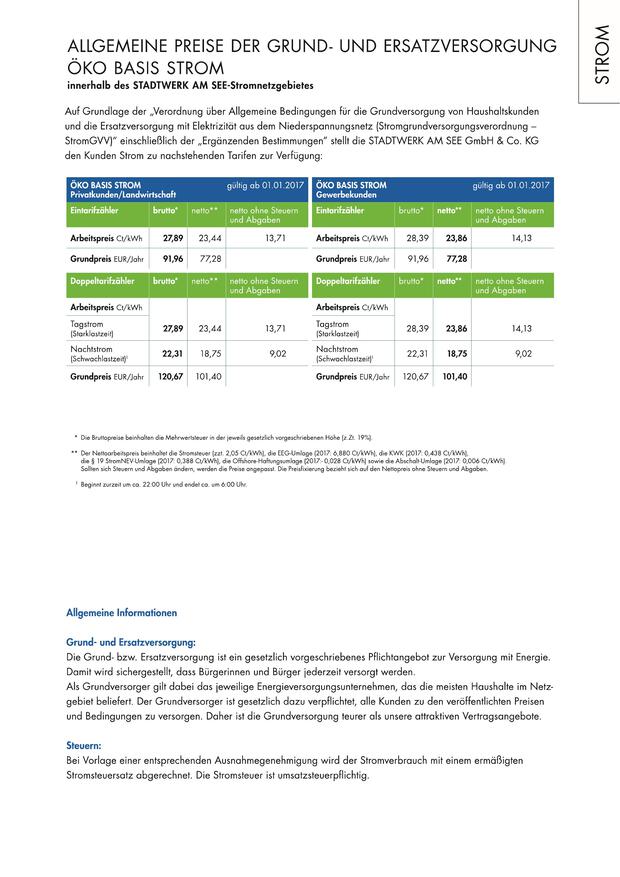 STROM
ALLGEMEINE PREISE DER GRUND- UND ERSATZVERSORGUNG
ÖKO BASIS STROM
innerhalb des STADTWERK AM SEE-Stromnetzgebietes
Auf Grundlage der „Verordnung über Allgemeine Bedingungen für die Grundversorgung von Haushaltskunden
und die Ersatzversorgung mit Elektrizität aus dem Niederspannungsnetz (Stromgrundversorgungsverordnung –
StromGVV)“ einschließlich der „Ergänzenden Bestimmungen“ stellt die STADTWERK AM SEE GmbH & Co. KG
den Kunden Strom zu nachstehenden Tarifen zur Verfügung:
ÖKO BASIS STROM gültig ab 01.01.2017
Privatkunden/Landwirtschaft
Eintarifzähler brutto* netto** netto ohne Steuern
und Abgaben
Arbeitspreis Ct/kWh 27,89 23,44 13,71
Grundpreis EUR/Jahr 91,96 77,28
Doppeltarifzähler brutto* netto** netto ohne Steuern
und Abgaben
Arbeitspreis Ct/kWh
Tagstrom 27,89 23,44 13,71
(Starklastzeit)
Nachtstrom 22,31 18,75 9,02
(Schwachlastzeit)¹
Grundpreis EUR/Jahr 120,67 101,40
ÖKO BASIS STROM gültig ab 01.01.2017
Gewerbekunden
Eintarifzähler brutto* netto** netto ohne Steuern
und Abgaben
Arbeitspreis Ct/kWh 28,39 23,86 14,13
Grundpreis EUR/Jahr 91,96 77,28
Doppeltarifzähler brutto* netto** netto ohne Steuern
und Abgaben
Arbeitspreis Ct/kWh
Tagstrom 28,39 23,86 14,13
(Starklastzeit)
Nachtstrom 22,31 18,75 9,02
(Schwachlastzeit)¹
Grundpreis EUR/Jahr 120,67 101,40
* Die Bruttopreise beinhalten die Mehrwertsteuer in der jeweils gesetzlich vorgeschriebenen Höhe (z.Zt. 19%).
** Der Nettoarbeitspreis beinhaltet die Stromsteuer (zzt. 2,05 Ct/kWh), die EEG-Umlage (2017: 6,880 Ct/kWh), die KWK (2017: 0,438 Ct/kWh),
die § 19 StromNEV-Umlage (2017: 0,388 Ct/kWh), die Offshore-Haftungsumlage (2017:- 0,028 Ct/kWh) sowie die Abschalt-Umlage (2017: 0,006 Ct/kWh)
Sollten sich Steuern und Abgaben ändern, werden die Preise angepasst. Die Preisfixierung bezieht sich auf den Nettopreis ohne Steuern und Abgaben.
¹ Beginnt zurzeit um ca. 22:00 Uhr und endet ca. um 6:00 Uhr.
Allgemeine Informationen
Grund- und Ersatzversorgung:
Die Grund- bzw. Ersatzversorgung ist ein gesetzlich vorgeschriebenes Pflichtangebot zur Versorgung mit Energie.
Damit wird sichergestellt, dass Bürgerinnen und Bürger jederzeit versorgt werden.
Als Grundversorger gilt dabei das jeweilige Energieversorgungsunternehmen, das die meisten Haushalte im Netz-
gebiet beliefert. Der Grundversorger ist gesetzlich dazu verpflichtet, alle Kunden zu den veröffentlichten Preisen
und Bedingungen zu versorgen. Daher ist die Grundversorgung teurer als unsere attraktiven Vertragsangebote.
Steuern:
Bei Vorlage einer entsprechenden Ausnahmegenehmigung wird der Stromverbrauch mit einem ermäßigten
Stromsteuersatz abgerechnet. Die Stromsteuer ist umsatzsteuerpflichtig.